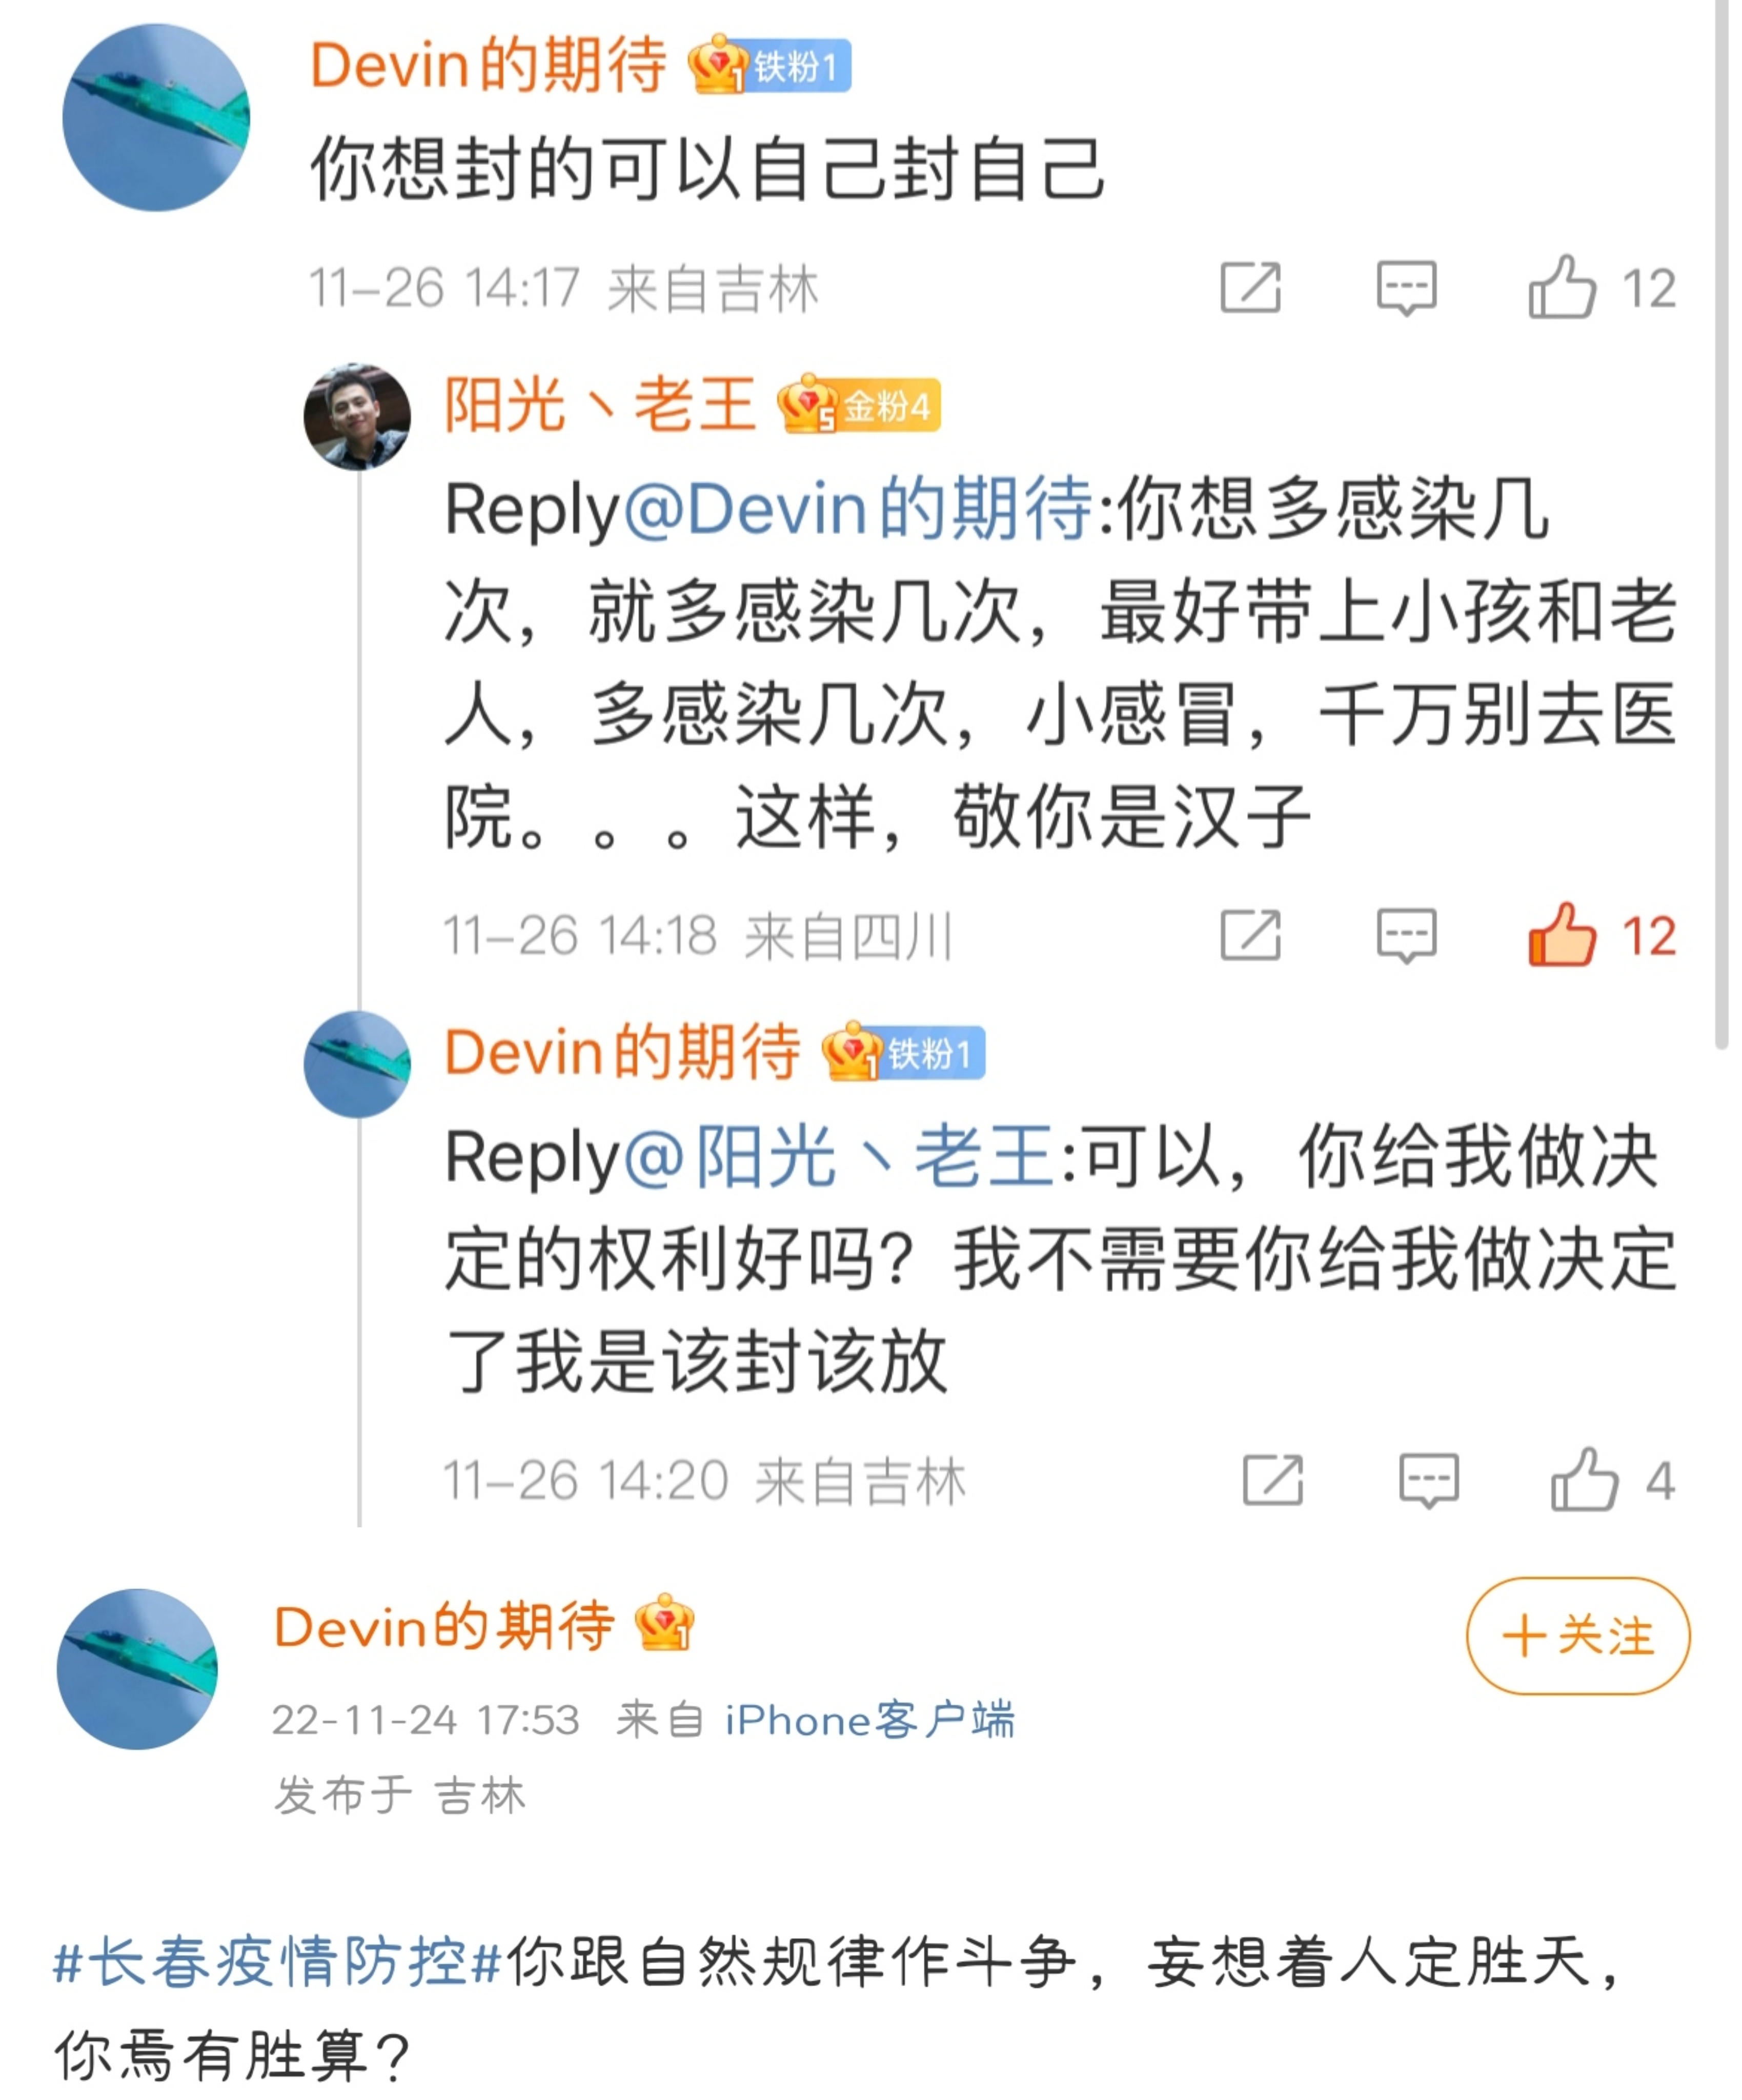 Devin的期待 1 铁粉1
你想封的可以自己封自己
11-26 14:17 来自吉林 12
阳光丶老王 5 金粉4
Reply@Devin的期待:你想多感染几
次，就多感染几次，最好带上小孩和老
人，多感染几次，小感冒，千万别去医
院。。。这样，敬你是汉子
11-26 14:18 来自四川 12
Devin的期待 1 铁粉1
Reply@阳光丶老王:可以，你给我做决
定的权利好吗？我不需要你给我做决定
了我是该封该放
11-26 14:20 来自吉林 4
Devin的期待 1 +关注
22-11-24 17:53 来自 iPhone客户端
发布于 吉林
#长春疫情防控#你跟自然规律作斗争，妄想着人定胜天，
你焉有胜算？